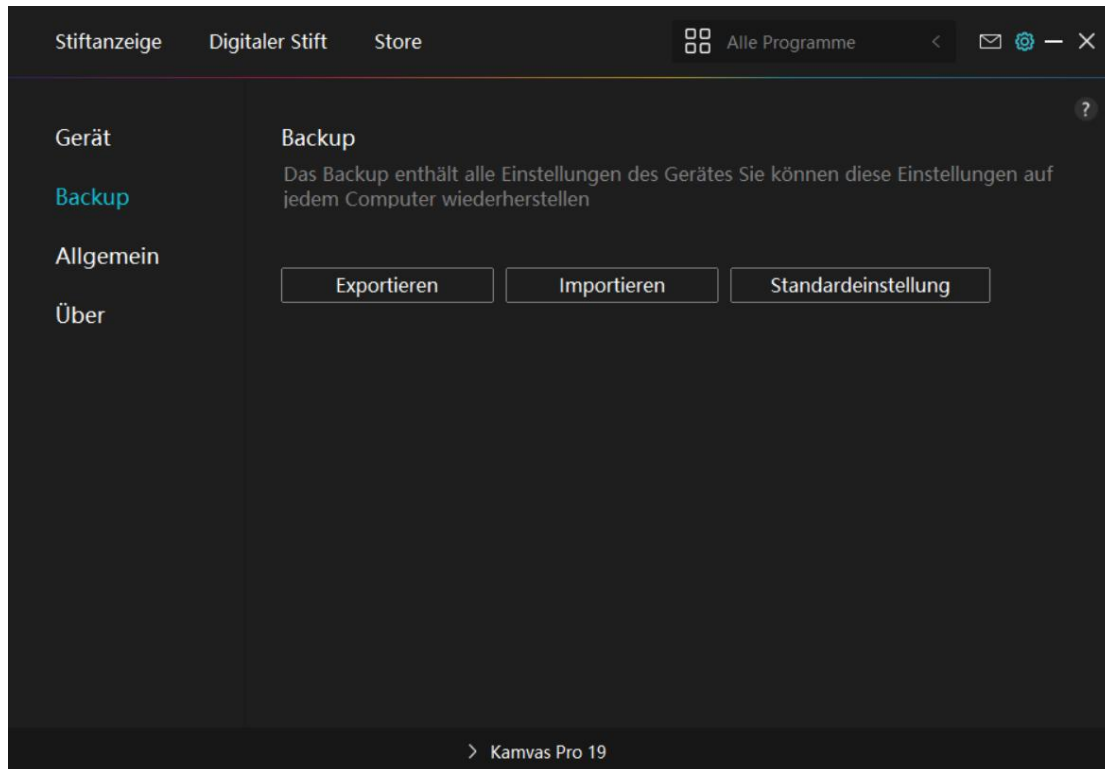 Stiftanzeige Digitaler Stift Store Alle Programme
?
Gerät
Backup
Allgemein
Über
Backup
Das Backup enthält alle Einstellungen des Gerätes Sie können diese Einstellungen auf
jedem Computer wiederherstellen
Exportieren Importieren Standardeinstellung
Kamvas Pro 19